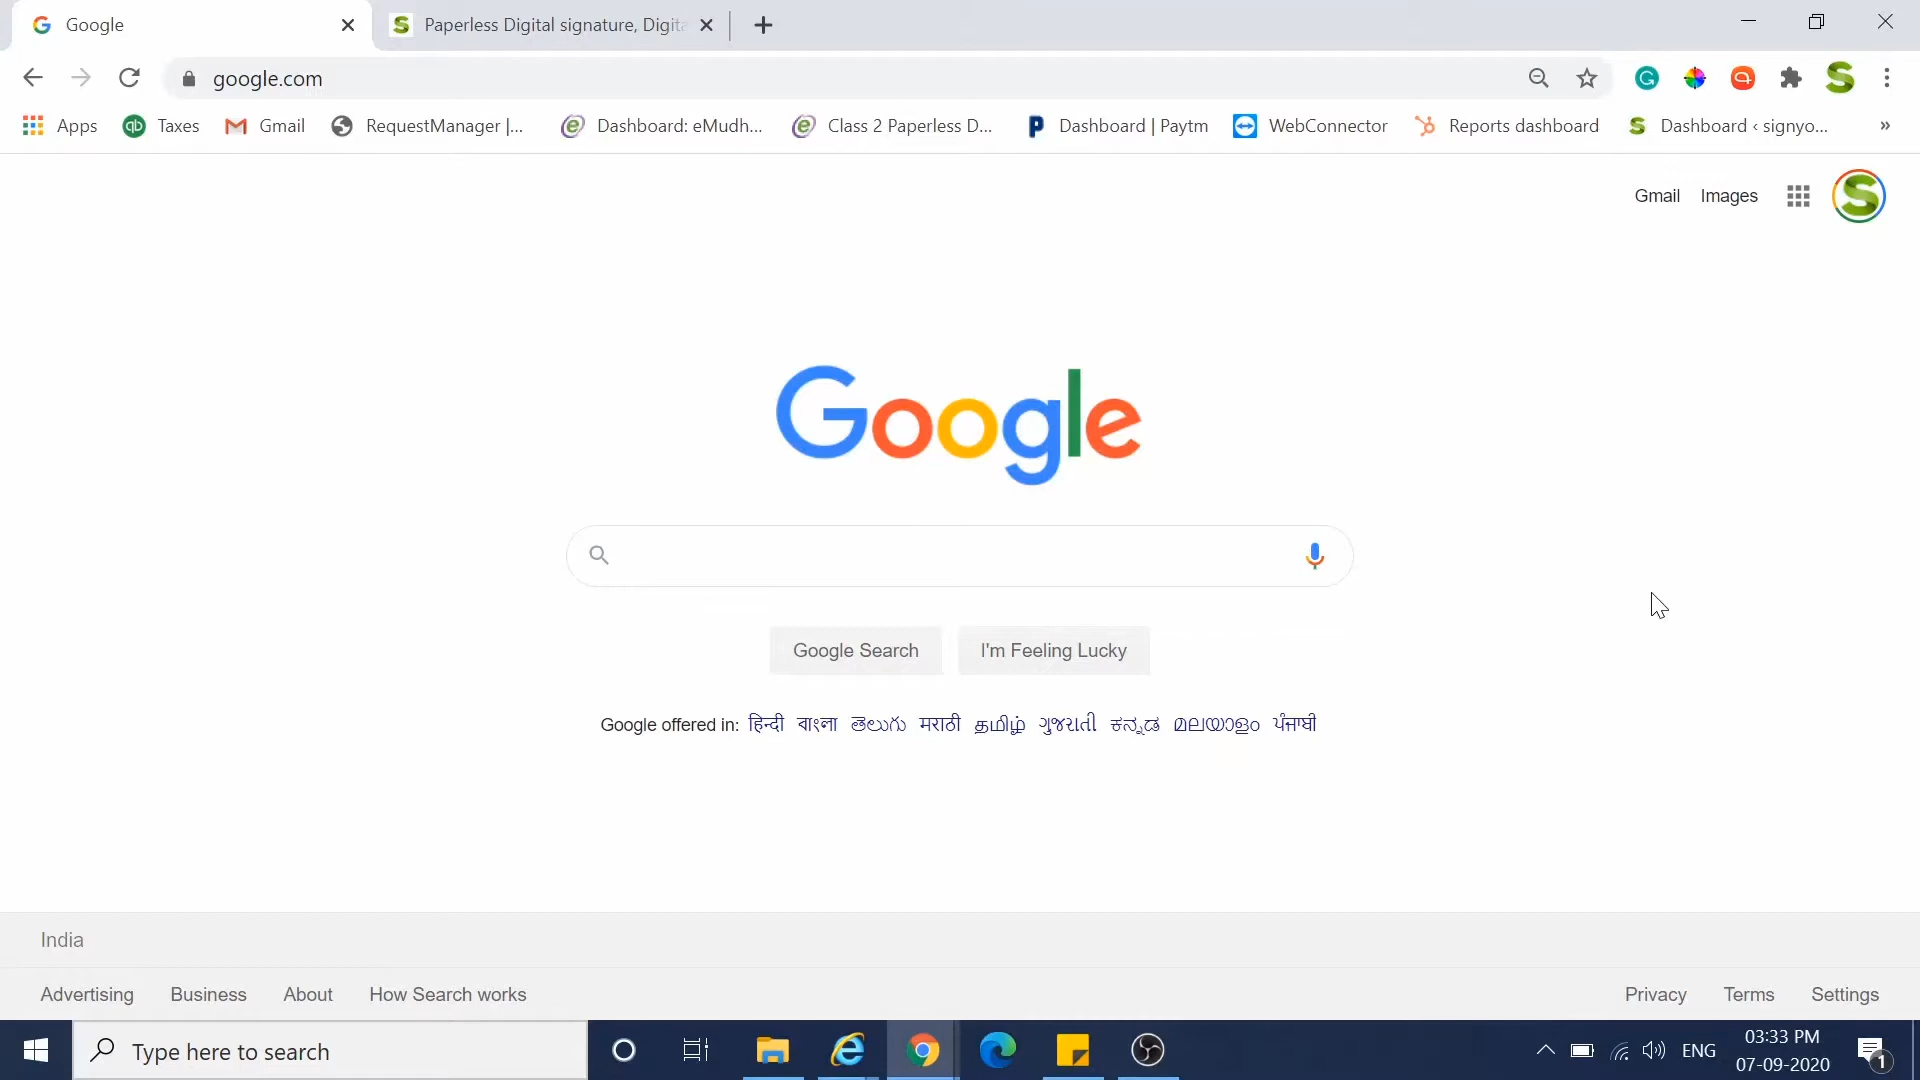 Google
Paperless Digital signature, Digita
google.com
Apps
Taxes
Gmail
RequestManager |...
Dashboard: eMudh...
Class 2 Paperless D...
Dashboard | Paytm
WebConnector
Reports dashboard
Dashboard ‹ signyo...
»
Gmail Images
Google
Google Search
I'm Feeling Lucky
Google offered in: हिन्दी বাংলা తెలుగు मराठी தமிழ் ગુજરાતી ಕನ್ನಡ മലയാളം ਪੰਜਾਬੀ
India
Advertising Business About How Search works
Privacy Terms Settings
Type here to search
ENG
03:33 PM
07-09-2020
1